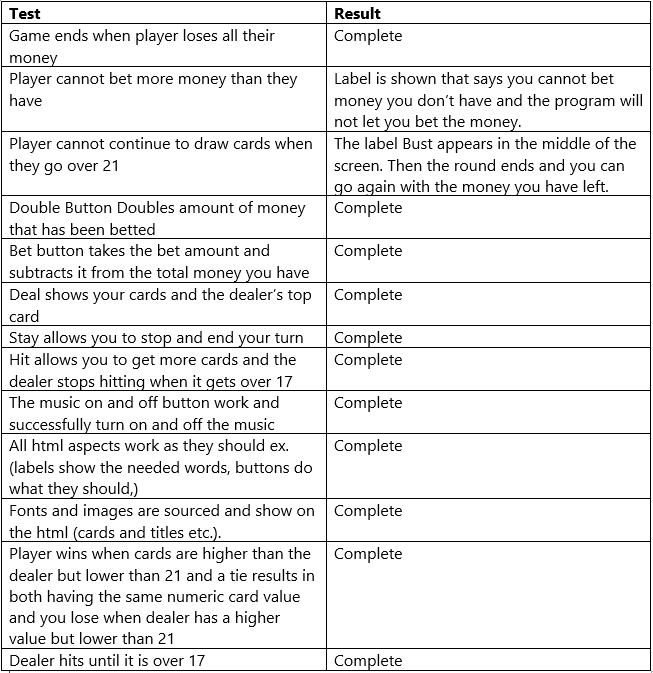 Test Result
Game ends when player loses all their Complete
money
Player cannot bet more money than they Label is shown that says you cannot bet
have money you don't have and the program will
not let you bet the money.
Player cannot continue to draw cards when The label Bust appears in the middle of the
they go over 21 screen. Then the round ends and you can
go again with the money you have left.
Double Button Doubles amount of money Complete
that has been betted
Bet button takes the bet amount and Complete
subtracts it from the total money you have
Deal shows your cards and the dealer's top Complete
card
Stay allows you to stop and end your turn Complete
Hit allows you to get more cards and the Complete
dealer stops hitting when it gets over 17
The music on and off button work and Complete
successfully turn on and off the music
All html aspects work as they should ex. Complete
(labels show the needed words, buttons do
what they should,)
Fonts and images are sourced and show on Complete
the html (cards and titles etc.).
Player wins when cards are higher than the Complete
dealer but lower than 21 and a tie results in
both having the same numeric card value
and you lose when dealer has a higher
value but lower than 21
Dealer hits until it is over 17 Complete